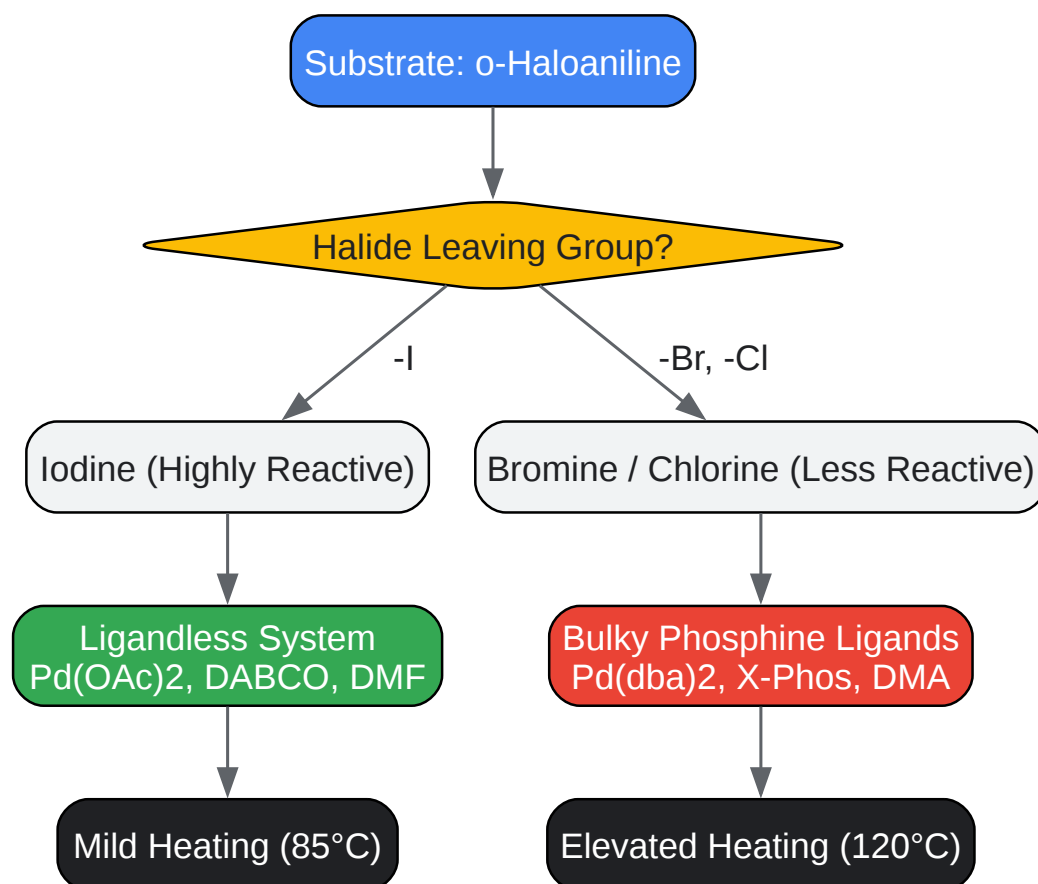 Substrate: o-Haloaniline
Halide Leaving Group?
-I
-Br, -Cl
Iodine (Highly Reactive)
Bromine / Chlorine (Less Reactive)
Ligandless System
Pd(OAc)2, DABCO, DMF
Bulky Phosphine Ligands
Pd(dba)2, X-Phos, DMA
Mild Heating (85°C)
Elevated Heating (120°C)